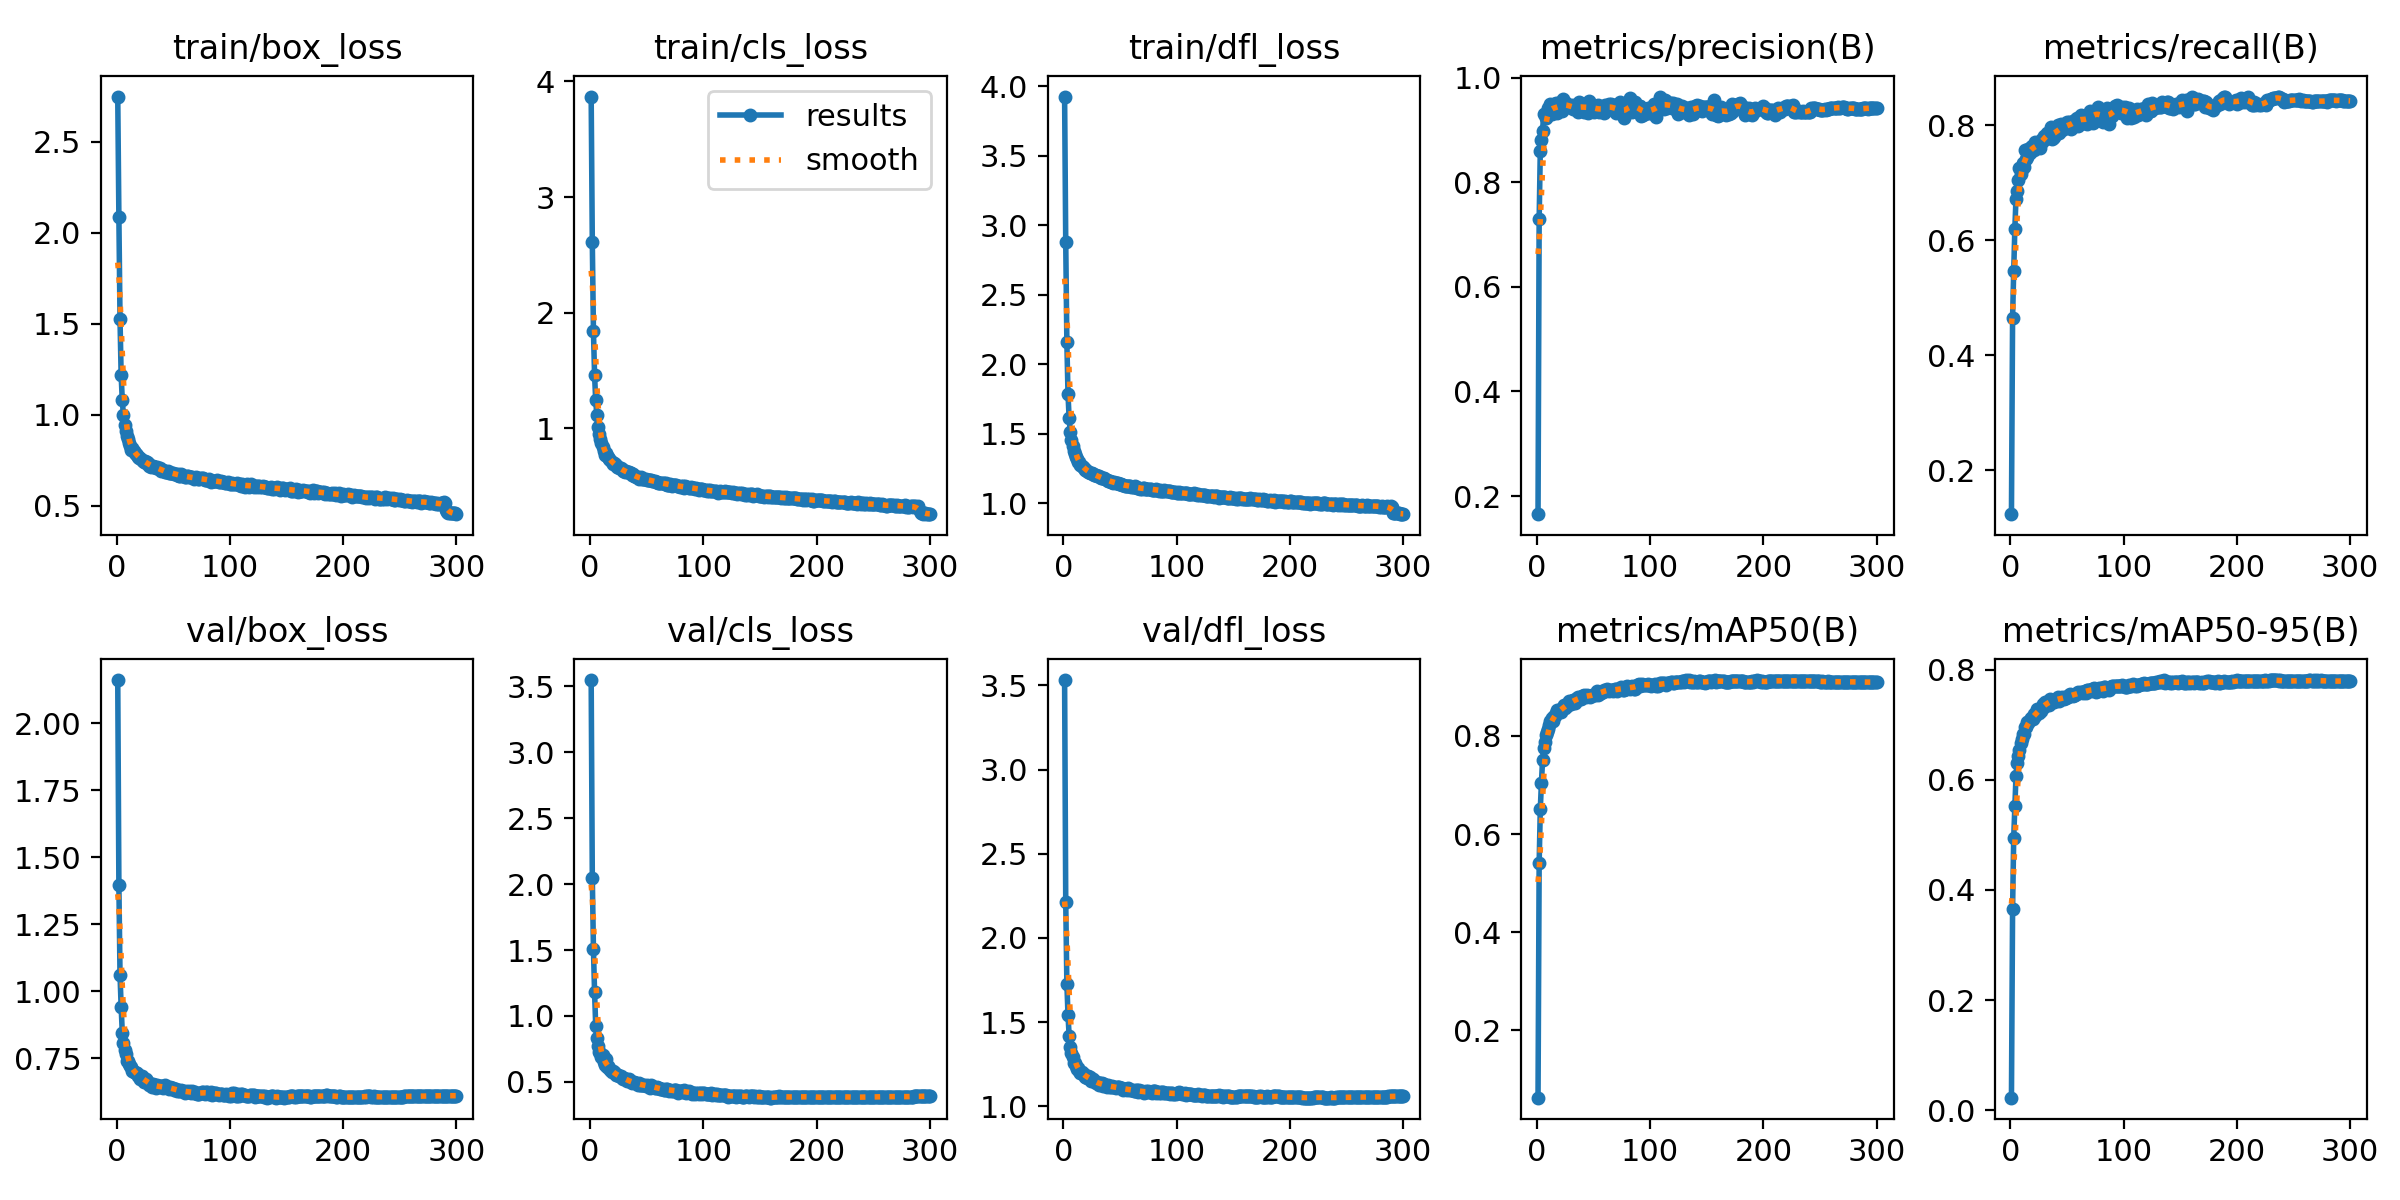 train/box_loss
2.5
2.0
1.5
1.0
0.5
0 100 200 300
train/cls_loss
results
smooth
4
3
2
1
0 100 200 300
train/dfl_loss
4.0
3.5
3.0
2.5
2.0
1.5
1.0
0 100 200 300
metrics/precision(B)
1.0
0.8
0.6
0.4
0.2
0 100 200 300
metrics/recall(B)
0.8
0.6
0.4
0.2
0 100 200 300
val/box_loss
2.00
1.75
1.50
1.25
1.00
0.75
0 100 200 300
val/cls_loss
3.5
3.0
2.5
2.0
1.5
1.0
0.5
0 100 200 300
val/dfl_loss
3.5
3.0
2.5
2.0
1.5
1.0
0 100 200 300
metrics/mAP50(B)
0.8
0.6
0.4
0.2
0 100 200 300
metrics/mAP50-95(B)
0.8
0.6
0.4
0.2
0.0
0 100 200 300